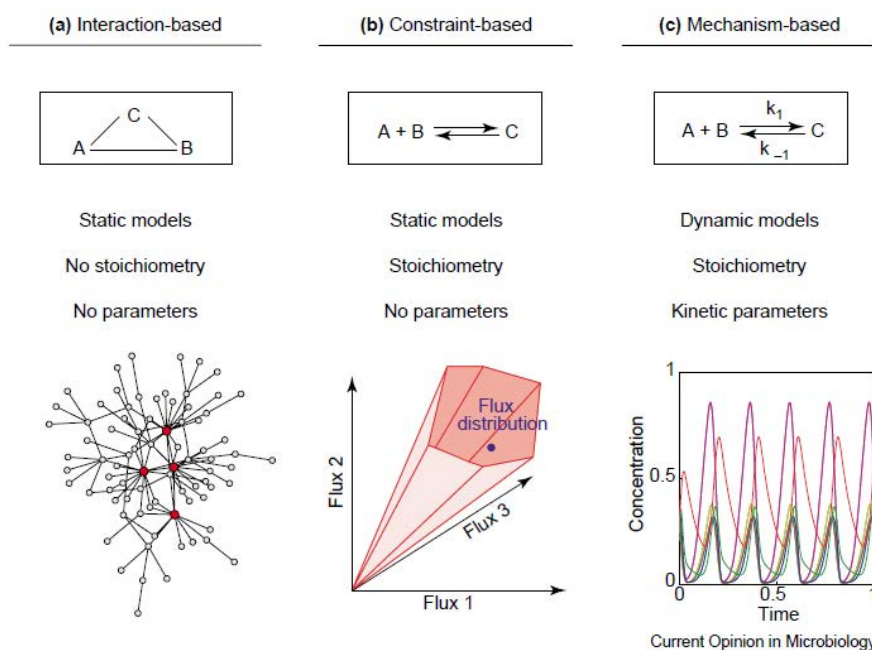 (a) Interaction-based
(b) Constraint-based
(c) Mechanism-based
C
A
B
A + B
C
k1
A + B
C
k–1
Static models
Static models
Dynamic models
No stoichiometry
Stoichiometry
Stoichiometry
No parameters
No parameters
Kinetic parameters
Flux 2
Flux
distribution
Flux 3
Flux 1
Concentration
1
0.5
0
0
0.5
1
Time
Current Opinion in Microbiology